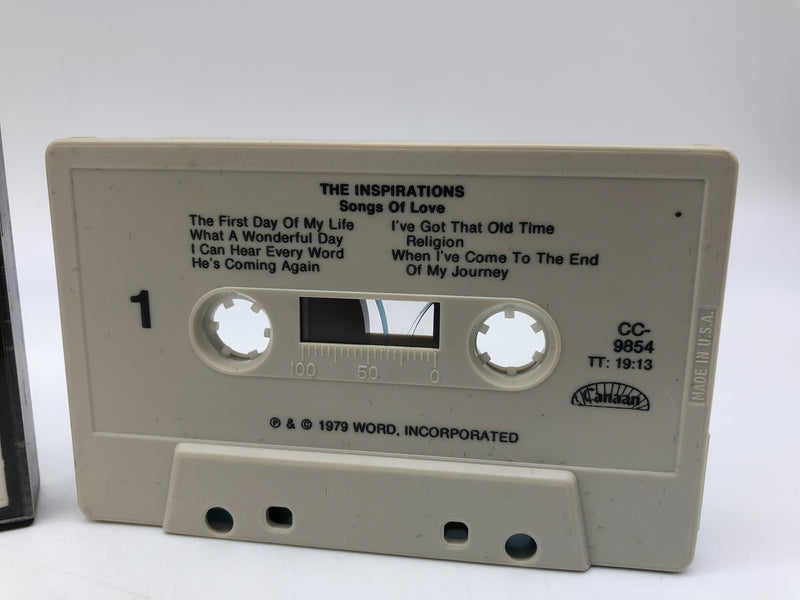 THE INSPIRATIONS
Songs Of Love
The First Day Of My Life
What A Wonderful Day
I Can Hear Every Word
He's Coming Again
I've Got That Old Time
Religion
When I've Come To The End
Of My Journey
1
100 50 0
CC-
9854
TT: 19:13
Canaan
MADE IN U.S.A.
℗ & © 1979 WORD, INCORPORATED